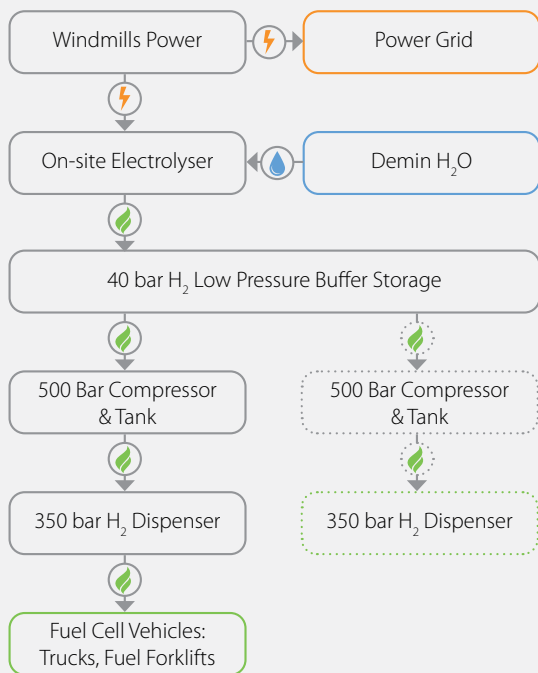 Windmills Power
Power Grid
On-site Electrolyser
Demin H₂O
40 bar H₂ Low Pressure Buffer Storage
500 Bar Compressor
& Tank
500 Bar Compressor
& Tank
350 bar H₂ Dispenser
350 bar H₂ Dispenser
Fuel Cell Vehicles:
Trucks, Fuel Forklifts